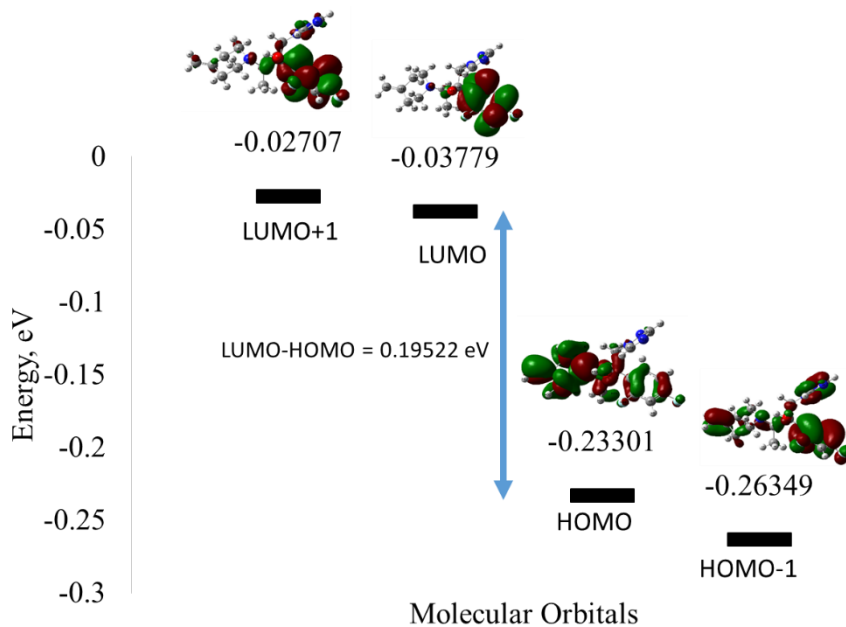 -0.02707
-0.03779
0
LUMO+1
-0.05
LUMO
-0.1
LUMO-HOMO = 0.19522 eV
-0.15
Energy, eV
-0.23301
-0.2
-0.26349
HOMO
-0.25
HOMO-1
-0.3
Molecular Orbitals